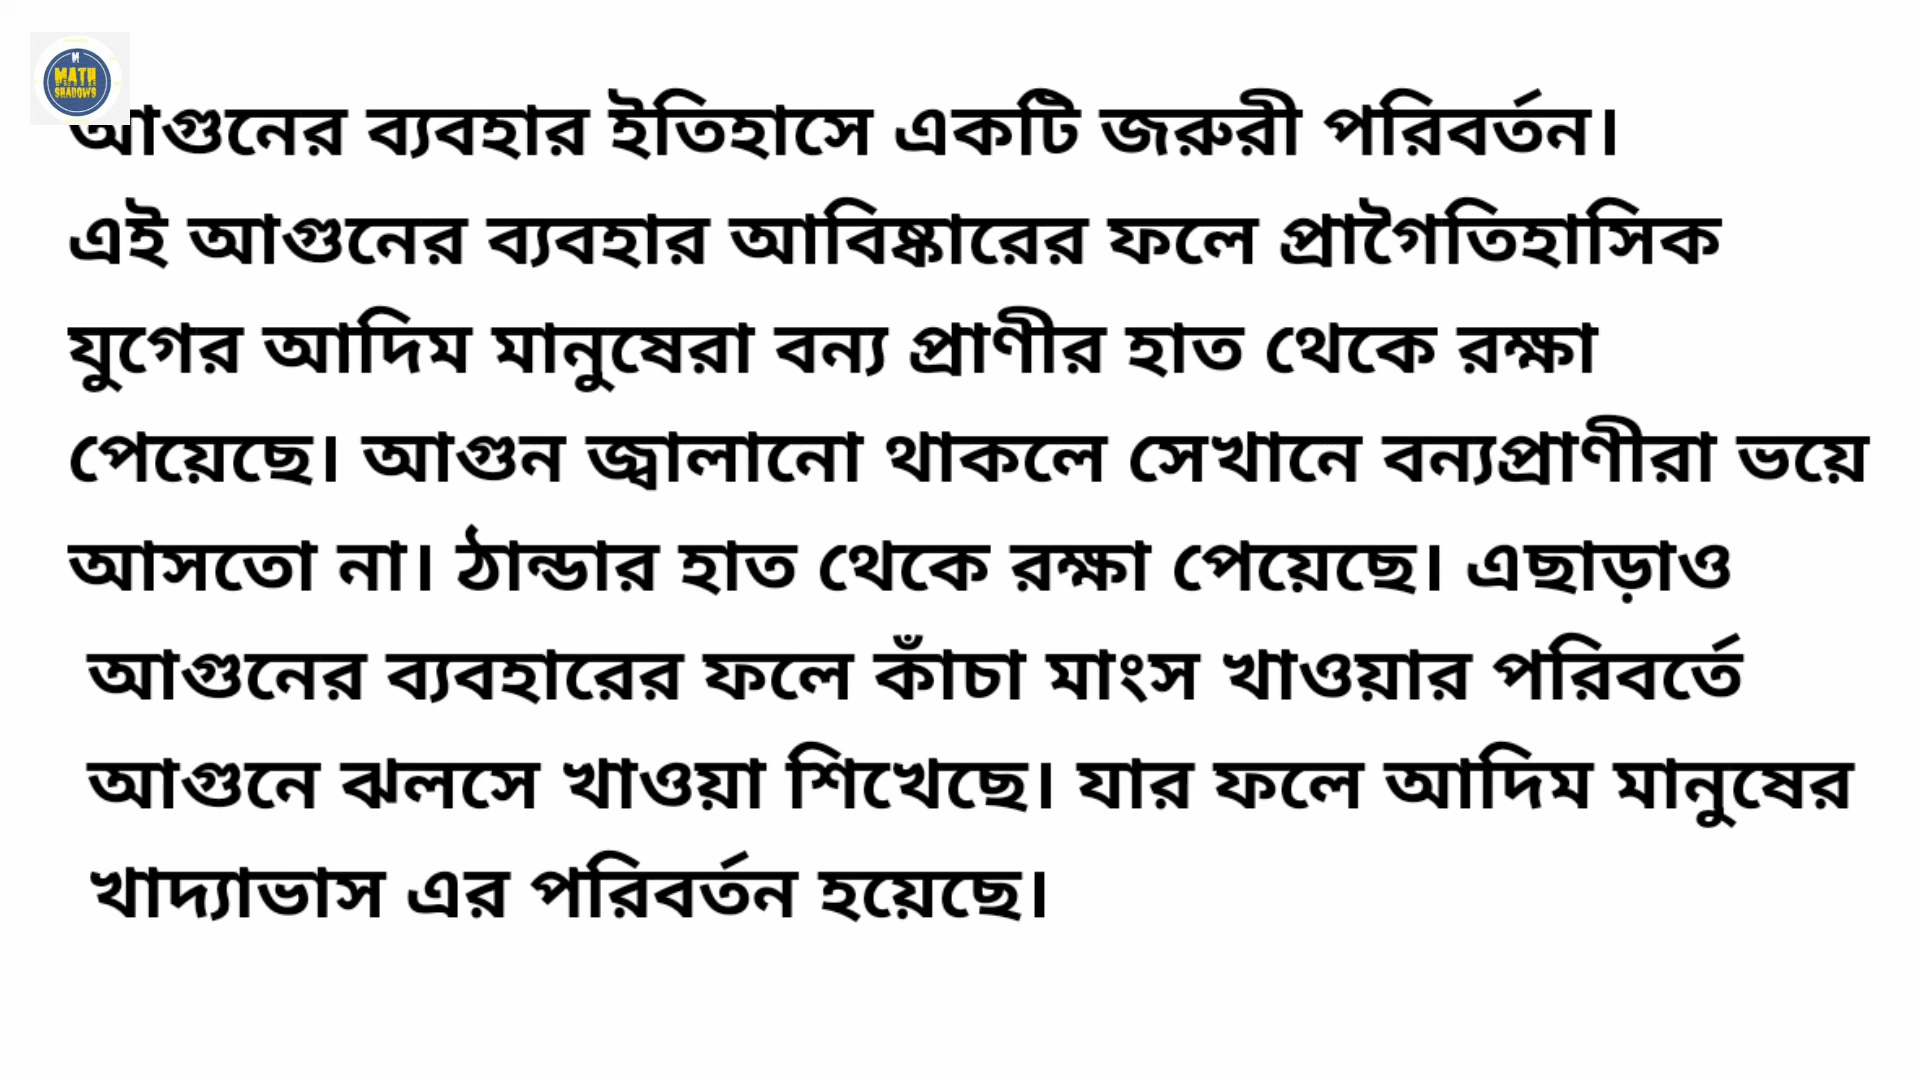 M
MATH
SHADOWS
আগুনের ব্যবহার ইতিহাসে একটি জরুরী পরিবর্তন।
এই আগুনের ব্যবহার আবিষ্কারের ফলে প্রাগৈতিহাসিক
যুগের আদিম মানুষেরা বন্য প্রাণীর হাত থেকে রক্ষা
পেয়েছে। আগুন জ্বালানো থাকলে সেখানে বন্যপ্রাণীরা ভয়ে
আসতো না। ঠান্ডার হাত থেকে রক্ষা পেয়েছে। এছাড়াও
আগুনের ব্যবহারের ফলে কাঁচা মাংস খাওয়ার পরিবর্তে
আগুনে ঝলসে খাওয়া শিখেছে। যার ফলে আদিম মানুষের
খাদ্যাভাস এর পরিবর্তন হয়েছে।